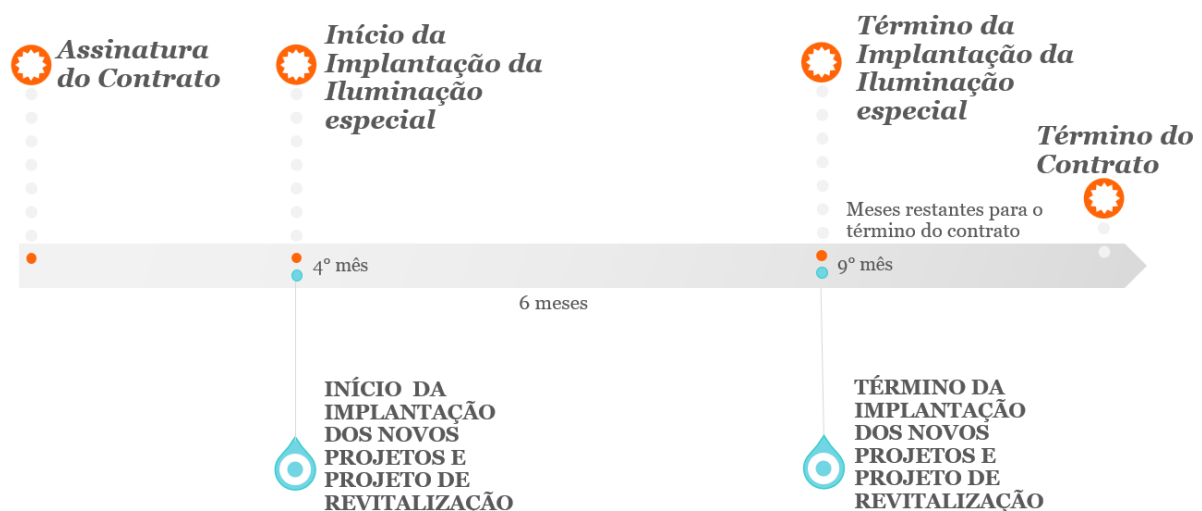 Assinatura
do Contrato
Início da
Implantação da
Iluminação
especial
Término da
Implantação da
Iluminação
especial
Término do
Contrato
Meses restantes para o
término do contrato
4° mês
9° mês
6 meses
INÍCIO DA
IMPLANTAÇÃO
DOS NOVOS
PROJETOS E
PROJETO DE
REVITALIZAÇÃO
TÉRMINO DA
IMPLANTAÇÃO
DOS NOVOS
PROJETOS E
PROJETO DE
REVITALIZAÇÃO